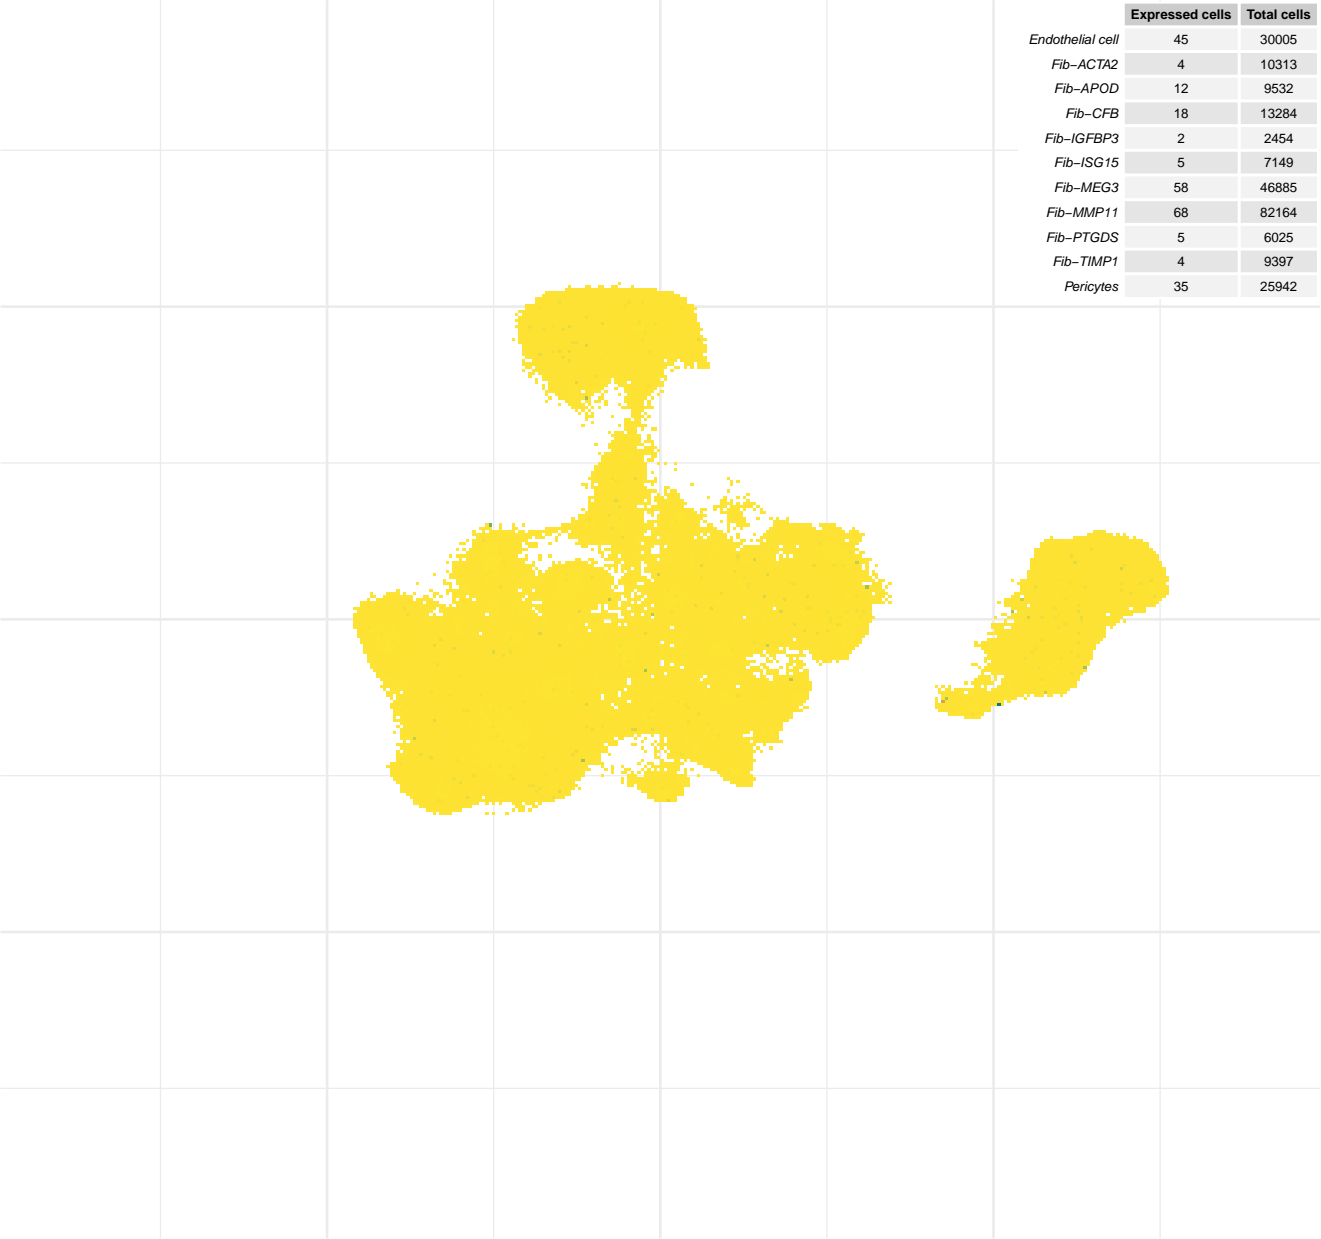 Expressed cells Total cells
Endothelial cell 45 30005
Fib−ACTA2 4 10313
Fib−APOD 12 9532
Fib−CFB 18 13284
Fib−IGFBP3 2 2454
Fib−ISG15 5 7149
Fib−MEG3 58 46885
Fib−MMP11 68 82164
Fib−PTGDS 5 6025
Fib−TIMP1 4 9397
Pericytes 35 25942